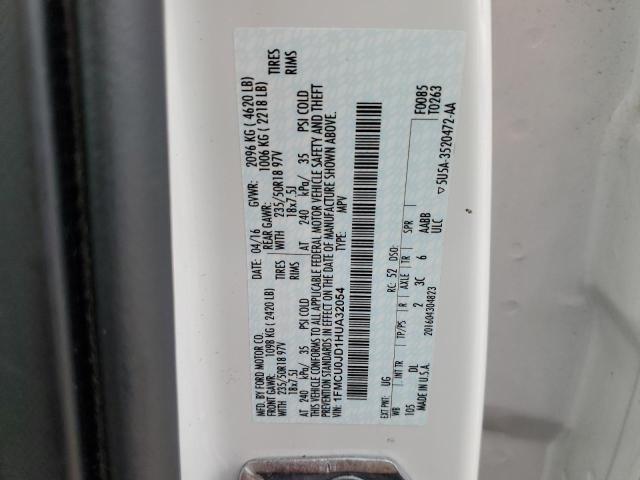 MFD. BY FORD MOTOR CO.
DATE: 04/16 GVWR: 2096 KG ( 4620 LB)
FRONT GAWR: 1098 KG ( 2420 LB) REAR GAWR: 1006 KG ( 2218 LB)
WITH 235/50R18 97V TIRES WITH 235/50R18 97V TIRES
18x7.5J RIMS 18x7.5J RIMS
AT 240 kPa/ 35 PSI COLD AT 240 kPa/ 35 PSI COLD
THIS VEHICLE CONFORMS TO ALL APPLICABLE FEDERAL MOTOR VEHICLE SAFETY AND THEFT
PREVENTION STANDARDS IN EFFECT ON THE DATE OF MANUFACTURE SHOWN ABOVE.
VIN: 1FMCU0JD1HUA32054 TYPE: MPV
EXT PNT: UG RC: 52 DSO: F0085
WB INT TR TP/PS R AXLE TR SPR T0263
105 DL 2 3C 6 AABB
MADE IN U.S.A. 201604304823 ULC
5U5A-3520472-AA